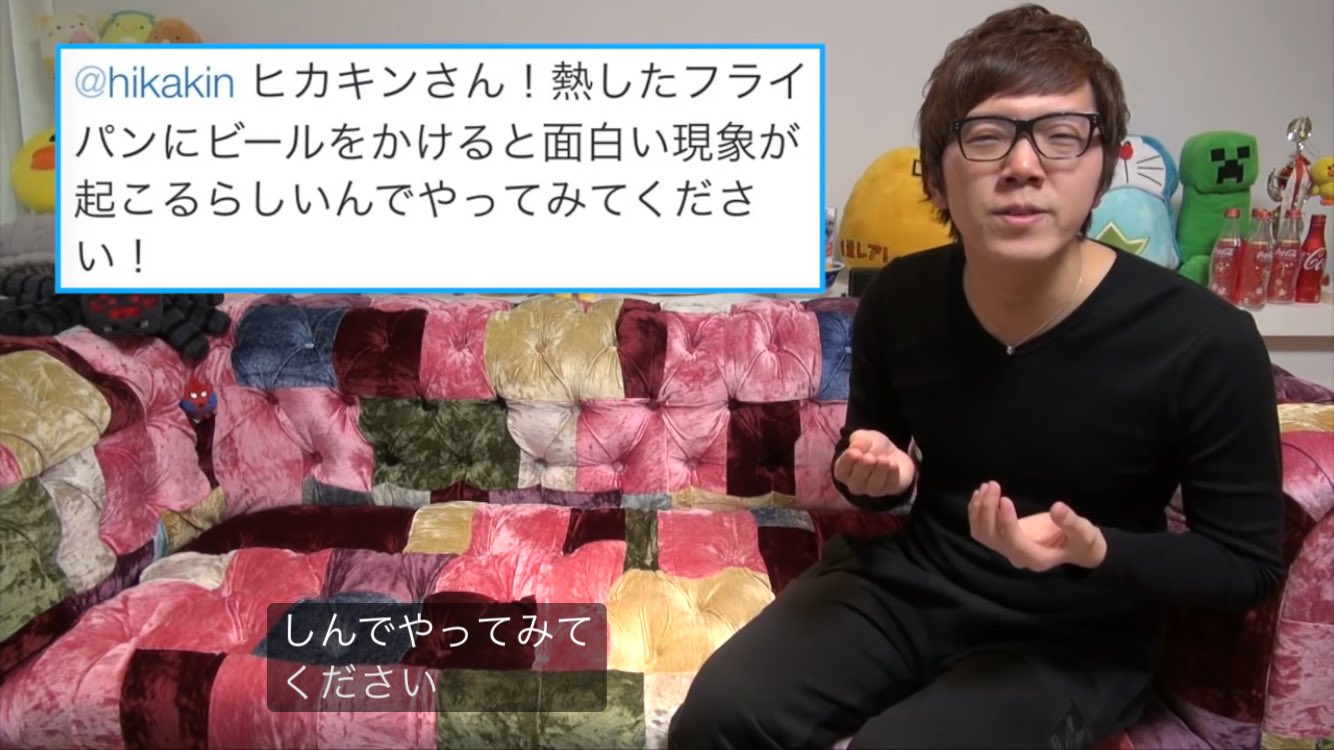 @hikakin ヒカキンさん！熱したフライ
パンにビールをかけると面白い現象が
起こるらしいんでやってみてくださ
い！
しんでやってみて
ください